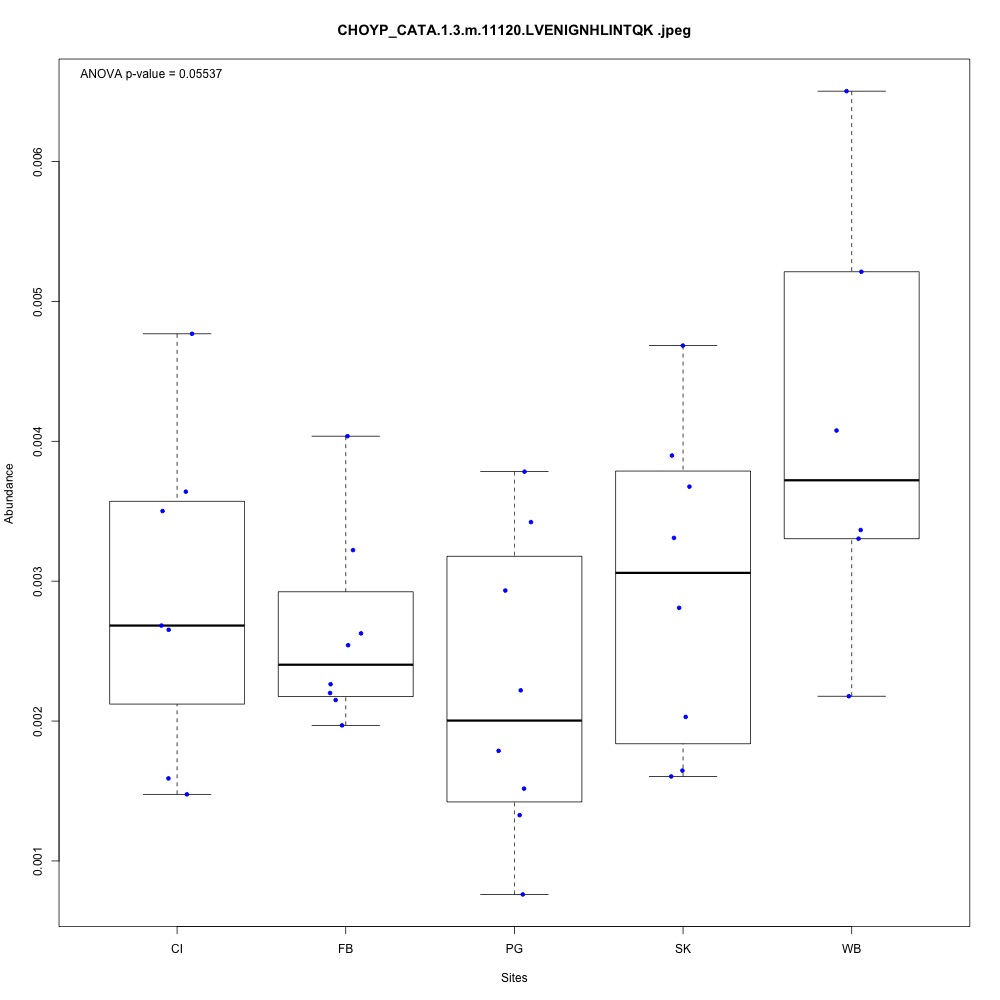 CHOYP_CATA.1.3.m.11120.LVENIGNHLINTQK .jpeg
ANOVA p-value = 0.05537
Abundance
0.006
0.005
0.004
0.003
0.002
0.001
CI FB PG SK WB
Sites